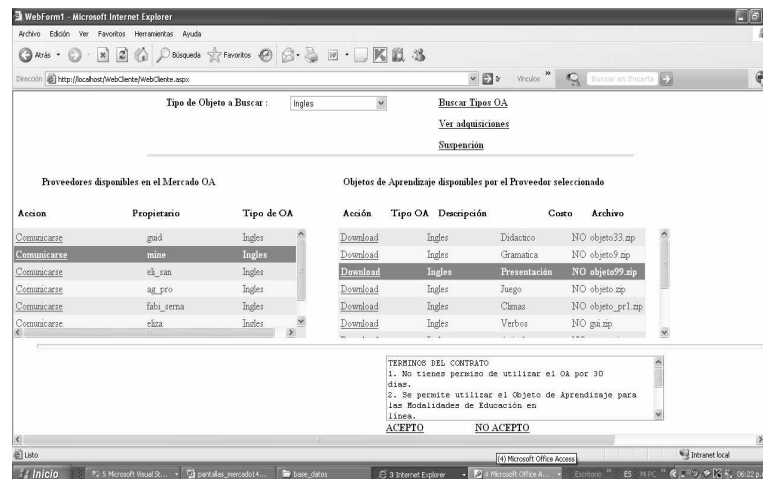 WebForm1 - Microsoft Internet Explorer
Archivo Edición Ver Favoritos Herramientas Ayuda
Atrás Búsqueda Favoritos
Dirección http://localhost/WebCliente/WebCliente.aspx Ir Vínculos Buscar en Encarta
Tipo de Objeto a Buscar : Ingles Buscar Tipos OA
Ver adquisiciones
Suspención
Proveedores disponibles en el Mercado OA Objetos de Aprendizaje disponibles por el Proveedor seleccionado
Accion Propietario Tipo de OA Acción Tipo OA Descripción Costo Archivo
Comunicarse guid Ingles Download Ingles Didactico NO objeto33.zip
Comunicarse mine Ingles Download Ingles Gramatica NO objeto9.zip
Comunicarse eli_san Ingles Download Ingles Presentación NO objeto99.zip
Comunicarse ag_pro Ingles Download Ingles Juego NO objeto.zip
Comunicarse fabi_serna Ingles Download Ingles Climas NO objeto_pr1.zip
Comunicarse eliza Ingles Download Ingles Verbos NO gui.zip
TERMINOS DEL CONTRATO
1. No tienes permiso de utilizar el OA por 30
dias.
2. Se permite utilizar el Objeto de Aprendizaje para
las Modalidades de Educación en
línea.
ACEPTO NO ACEPTO
(4) Microsoft Office Access
Listo Intranet local
Inicio 5 Microsoft Visual St... pantallas_mercado14... base_datos 3 Internet Explorer 4 Microsoft Office A... Escritorio ES MI PC 06:22 p.